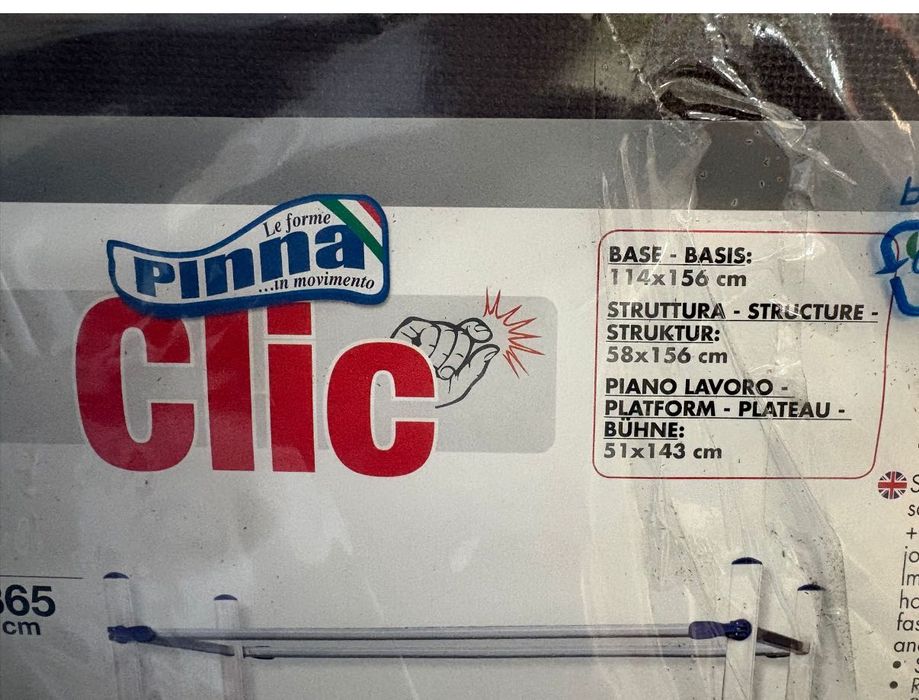 Le forme
PInna
...in movimento
Clic
BASE - BASIS:
114x156 cm
STRUTTURA - STRUCTURE -
STRUKTUR:
58x156 cm
PIANO LAVORO -
PLATFORM - PLATEAU -
BÜHNE:
51x143 cm
365
cm